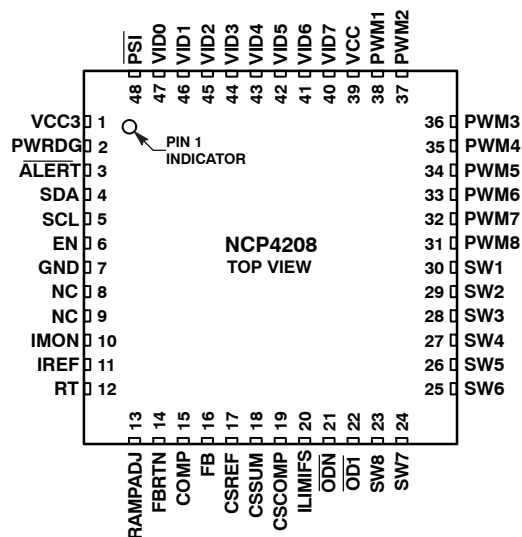 PSI
VID0
VID1
VID2
VID3
VID4
VID5
VID6
VID7
VCC
PWM1
PWM2
48
47
46
45
44
43
42
41
40
39
38
37
VCC3 1
PWRDG 2
ALERT 3
SDA 4
SCL 5
EN 6
GND 7
NC 8
NC 9
IMON 10
IREF 11
RT 12
PIN 1
INDICATOR
NCP4208
TOP VIEW
36 PWM3
35 PWM4
34 PWM5
33 PWM6
32 PWM7
31 PWM8
30 SW1
29 SW2
28 SW3
27 SW4
26 SW5
25 SW6
13
14
15
16
17
18
19
20
21
22
23
24
RAMPADJ
FBRTN
COMP
FB
CSREF
CSSUM
CSCOMP
ILIMIFS
ODN
OD1
SW8
SW7